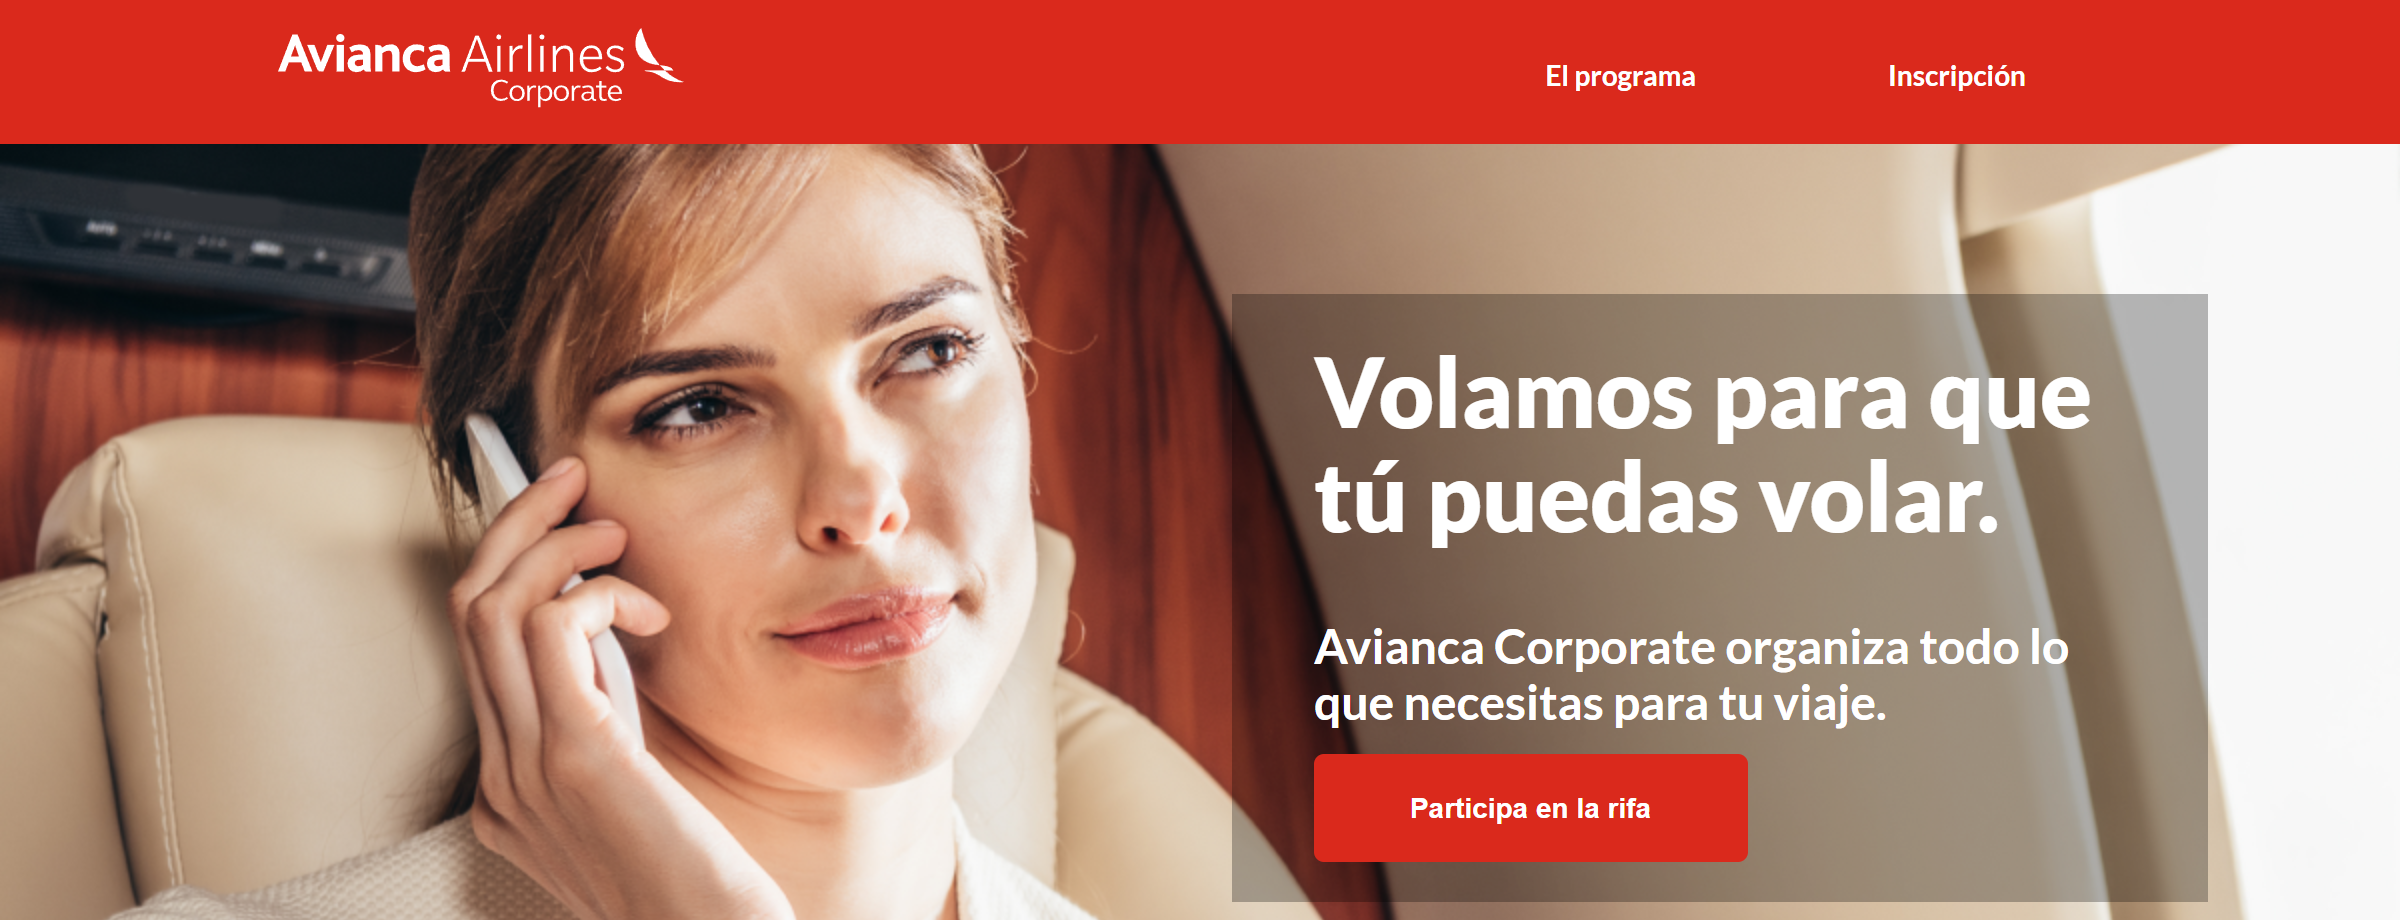 Avianca Airlines
Corporate
El programa
Inscripción
Volamos para que
tú puedas volar.
Avianca Corporate organiza todo lo
que necesitas para tu viaje.
Participa en la rifa